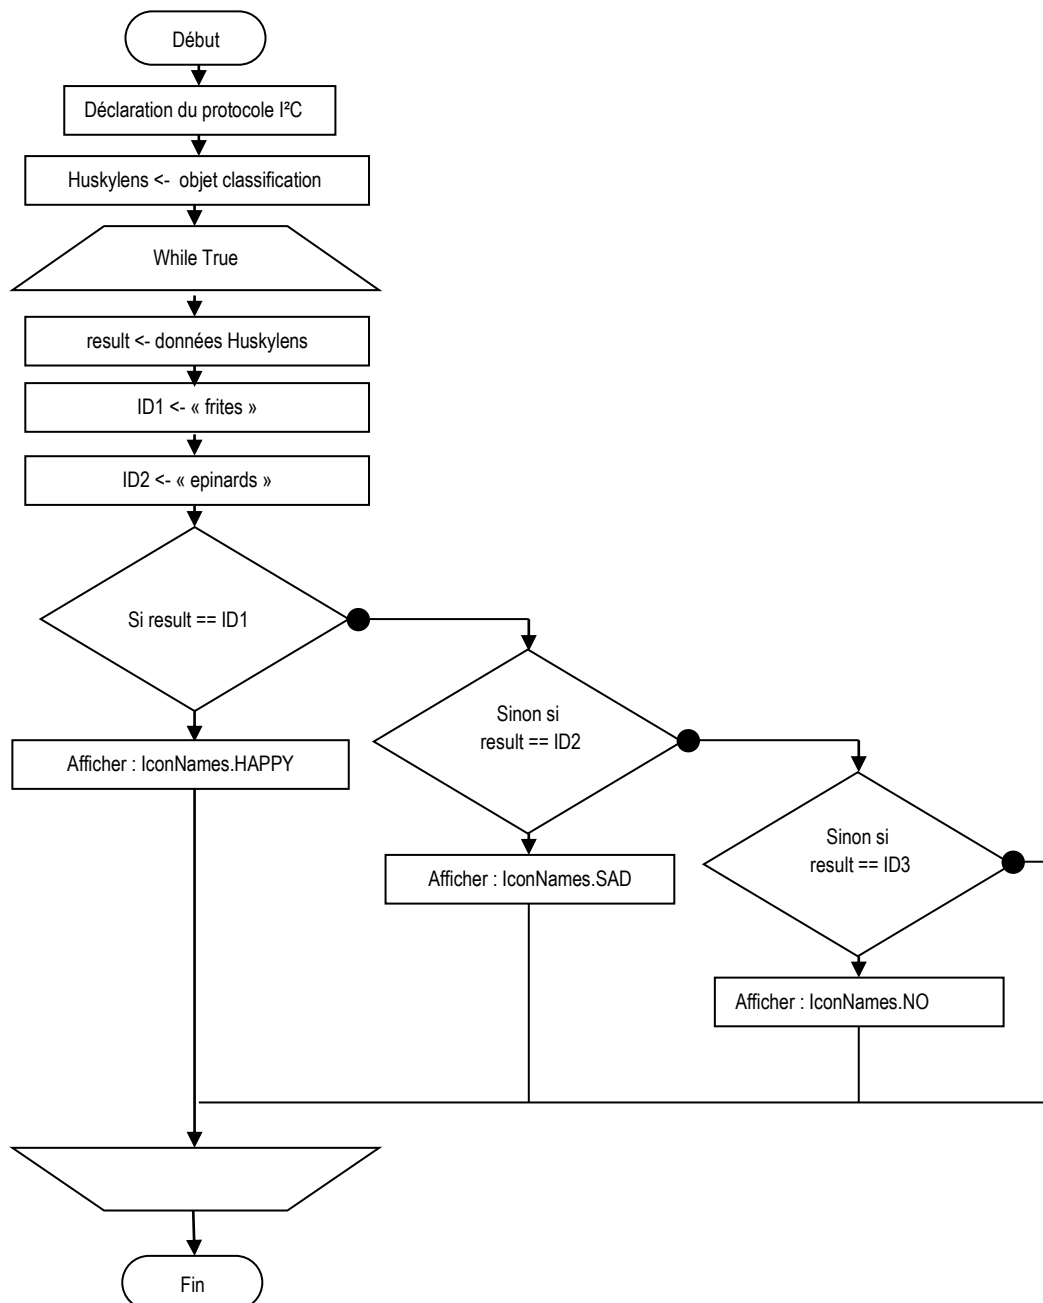 Début
Déclaration du protocole I²C
Huskylens <- objet classification
While True
result <- données Huskylens
ID1 <- « frites »
ID2 <- « epinards »
Si result == ID1
Sinon si
result == ID2
Afficher : IconNames.HAPPY
Sinon si
result == ID3
Afficher : IconNames.SAD
Afficher : IconNames.NO
Fin